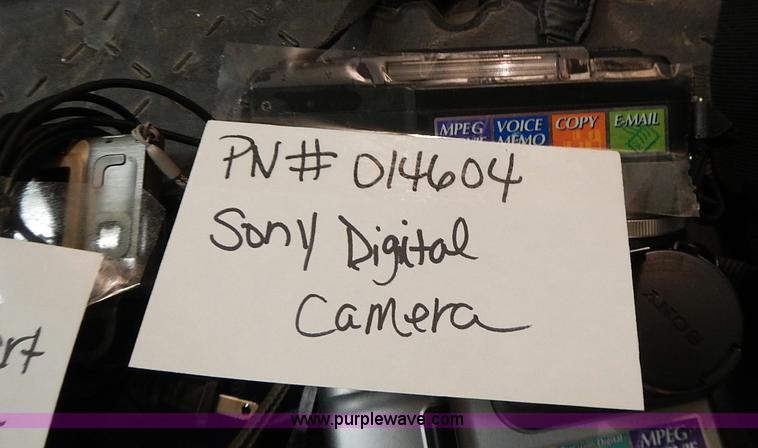 MPEG VOICE COPY E-MAIL
MEMO
PN# 014604
Sony Digital
Camera
SONY
www.purplewave.com
MPEG